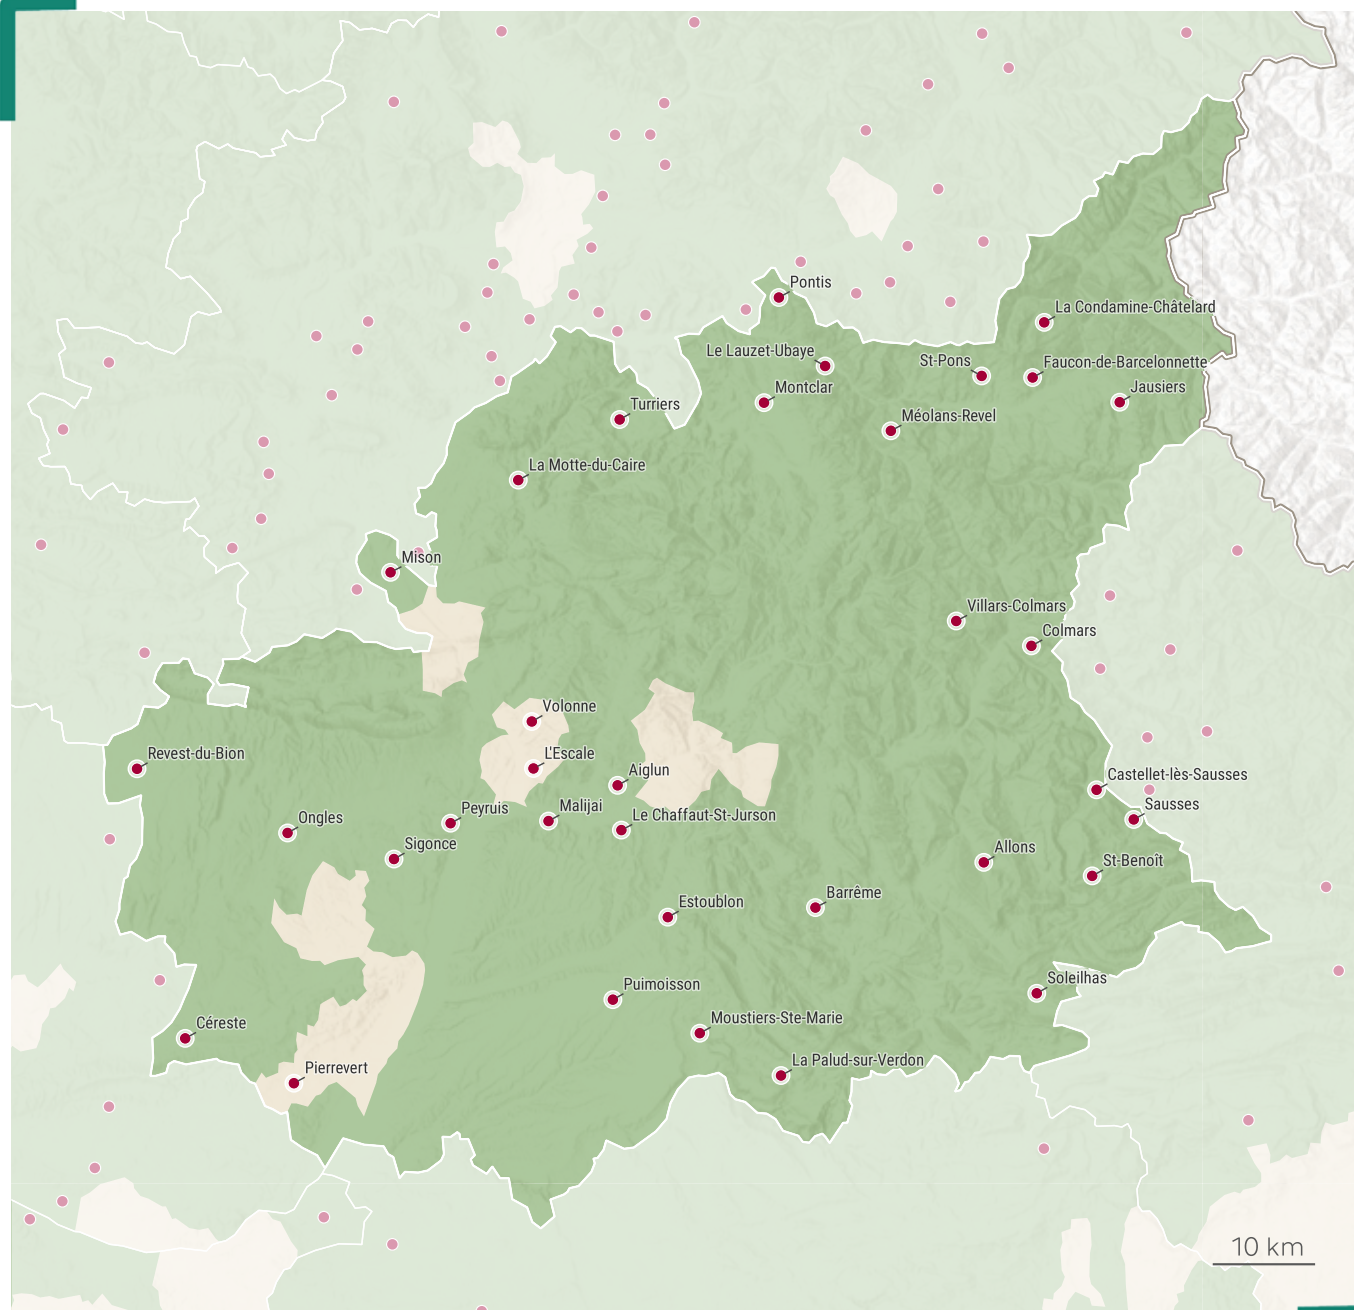 Pontis
La Condamine-Châtelard
Le Lauzet-Ubaye
St-Pons
Faucon-de-Barcelonnette
Montclar
Jausiers
Turriers
Méolans-Revel
La Motte-du-Caire
Mison
Villars-Colmars
Colmars
Volonne
Revest-du-Bion
L'Escale
Aiglun
Castellet-lès-Sausses
Sausses
Peyruis
Malijai
Le Chaffaut-St-Jurson
Ongles
Sigonce
Allons
St-Benoît
Barrême
Estoublon
Soleilhas
Puimoisson
Moustiers-Ste-Marie
Céreste
La Palud-sur-Verdon
Pierrevert
10 km